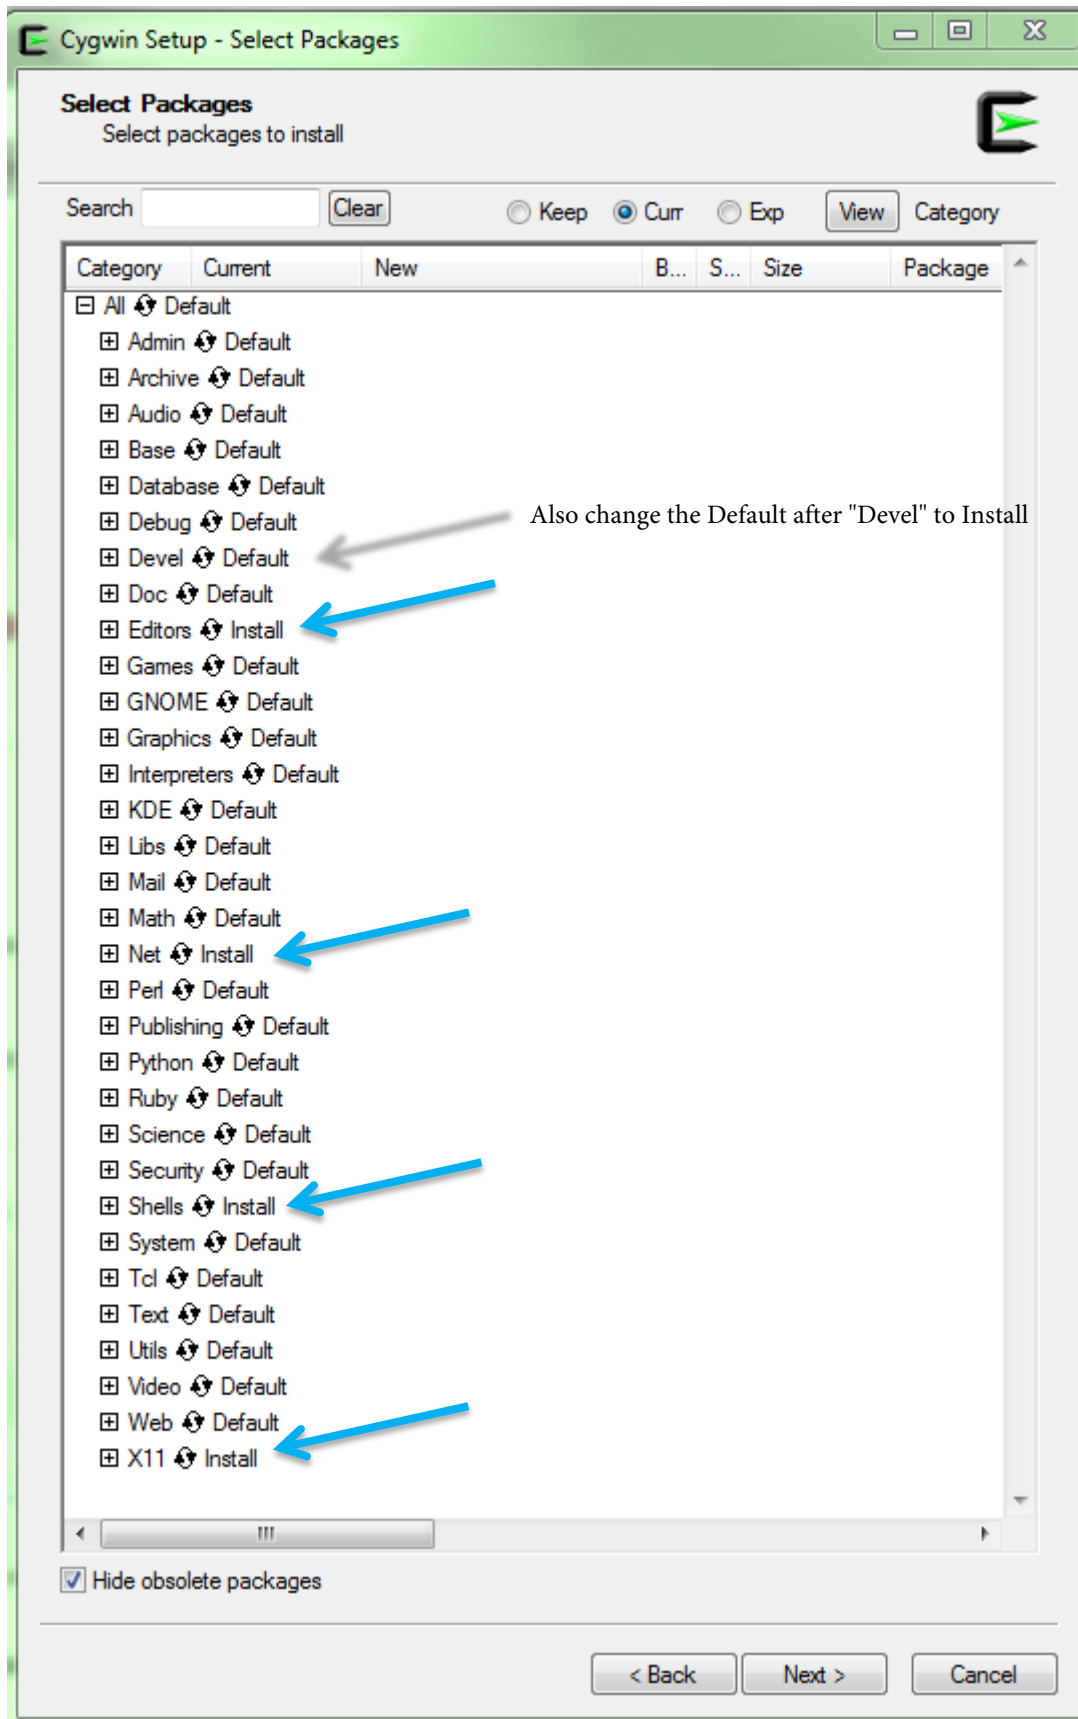 Cygwin Setup - Select Packages
Select Packages
Select packages to install
Search Clear Keep Curr Exp View Category
Category Current New B... S... Size Package
All Default
Admin Default
Archive Default
Audio Default
Base Default
Database Default
Debug Default
Also change the Default after "Devel" to Install
Devel Default
Doc Default
Editors Install
Games Default
GNOME Default
Graphics Default
Interpreters Default
KDE Default
Libs Default
Mail Default
Math Default
Net Install
Perl Default
Publishing Default
Python Default
Ruby Default
Science Default
Security Default
Shells Install
System Default
Tcl Default
Text Default
Utils Default
Video Default
Web Default
X11 Install
Hide obsolete packages
< Back Next > Cancel